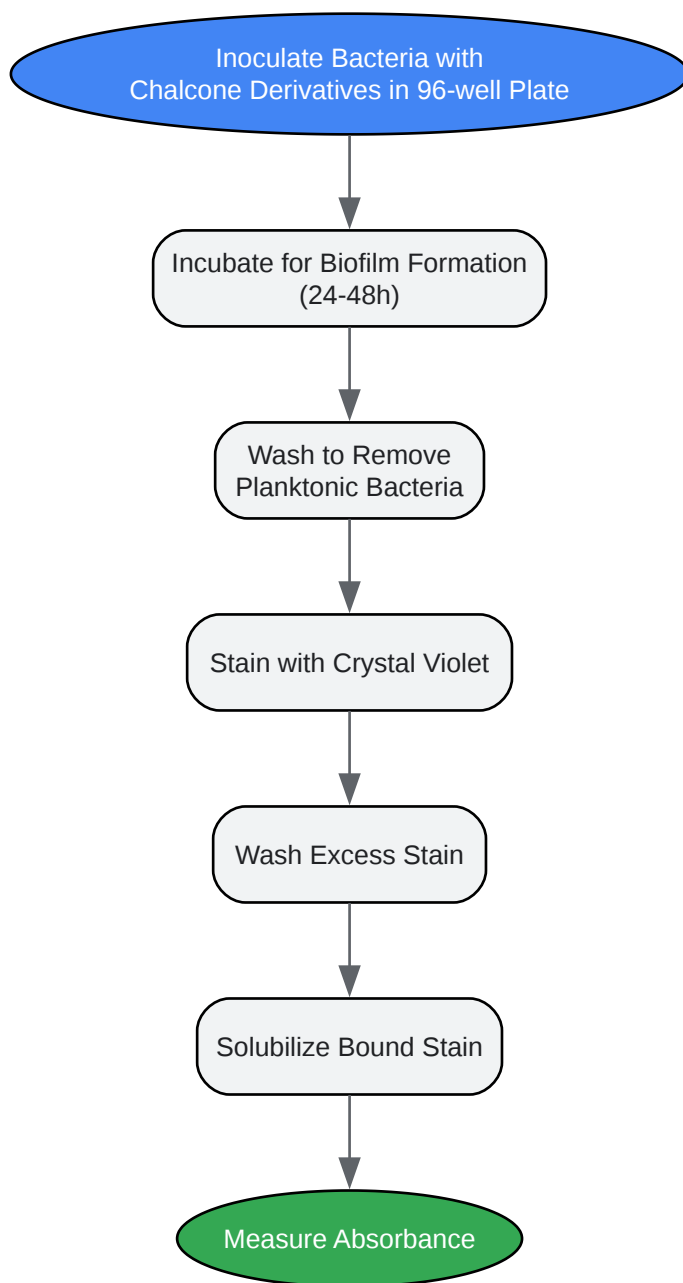 Inoculate Bacteria with
Chalcone Derivatives in 96-well Plate
Incubate for Biofilm Formation
(24-48h)
Wash to Remove
Planktonic Bacteria
Stain with Crystal Violet
Wash Excess Stain
Solubilize Bound Stain
Measure Absorbance